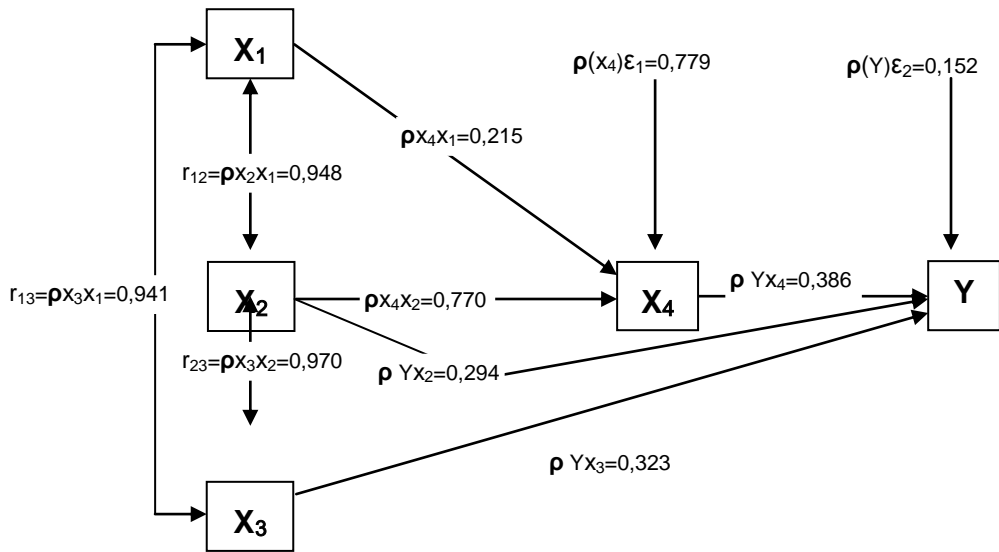 X₁
ρ(x₄)ε₁=0,779
ρ(Y)ε₂=0,152
ρx₄x₁=0,215
r₁₂=ρx₂x₁=0,948
r₁₃=ρx₃x₁=0,941
X₂
ρx₄x₂=0,770
X₄
ρ Yx₄=0,386
Y
r₂₃=ρx₃x₂=0,970
ρ Yx₂=0,294
ρ Yx₃=0,323
X₃